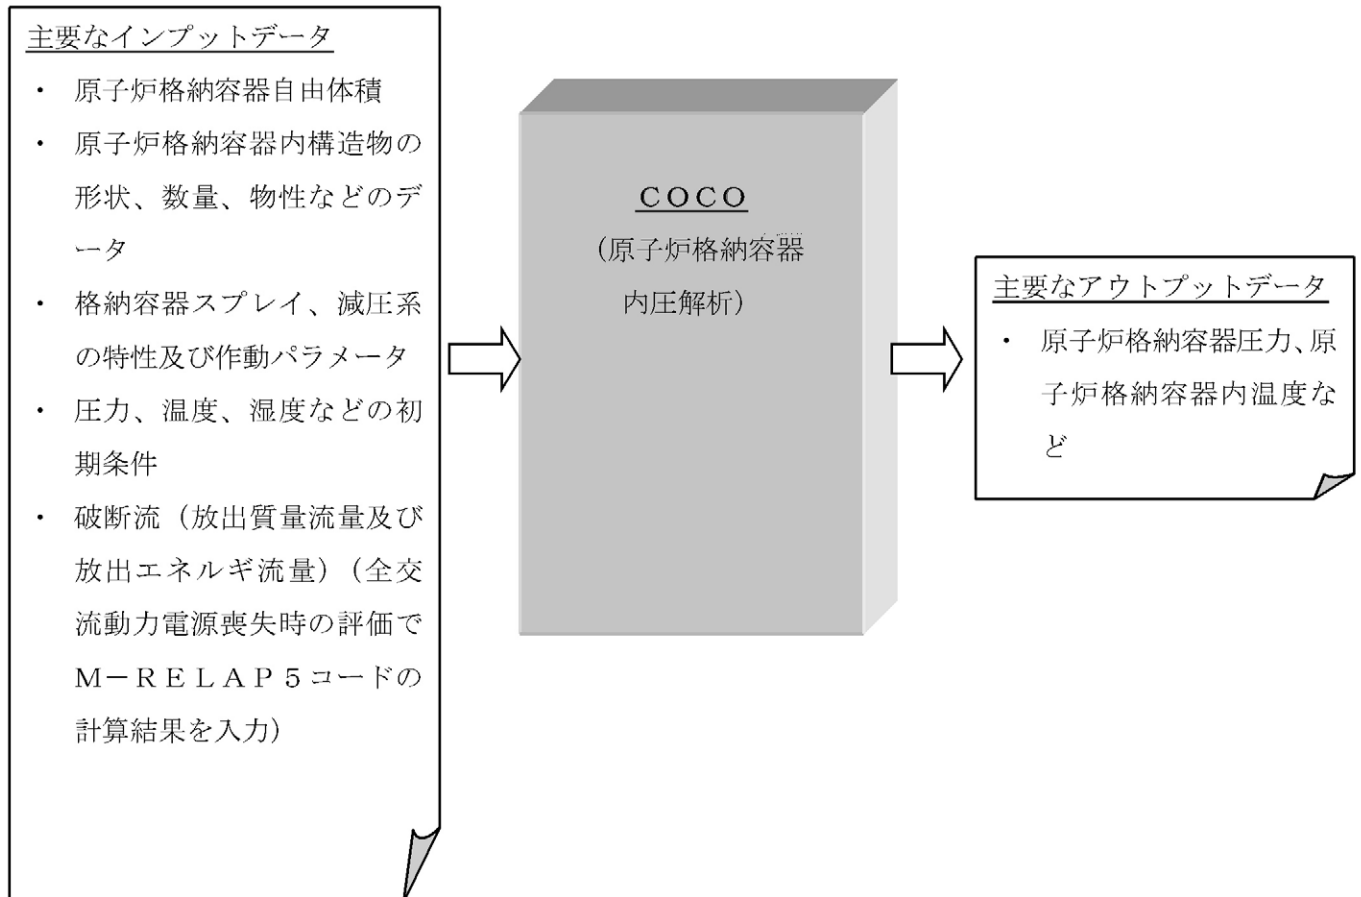 主要なインプットデータ
・ 原子炉格納容器自由体積
・ 原子炉格納容器内構造物の
形状、数量、物性などのデ
ータ
・ 格納容器スプレイ、減圧系
の特性及び作動パラメータ
・ 圧力、温度、湿度などの初
期条件
・ 破断流（放出質量流量及び
放出エネルギ流量）（全交
流動力電源喪失時の評価で
Ｍ－ＲＥＬＡＰ５コードの
計算結果を入力）
ＣＯＣＯ
（原子炉格納容器
内圧解析）
主要なアウトプットデータ
・ 原子炉格納容器圧力、原
子炉格納容器内温度な
ど